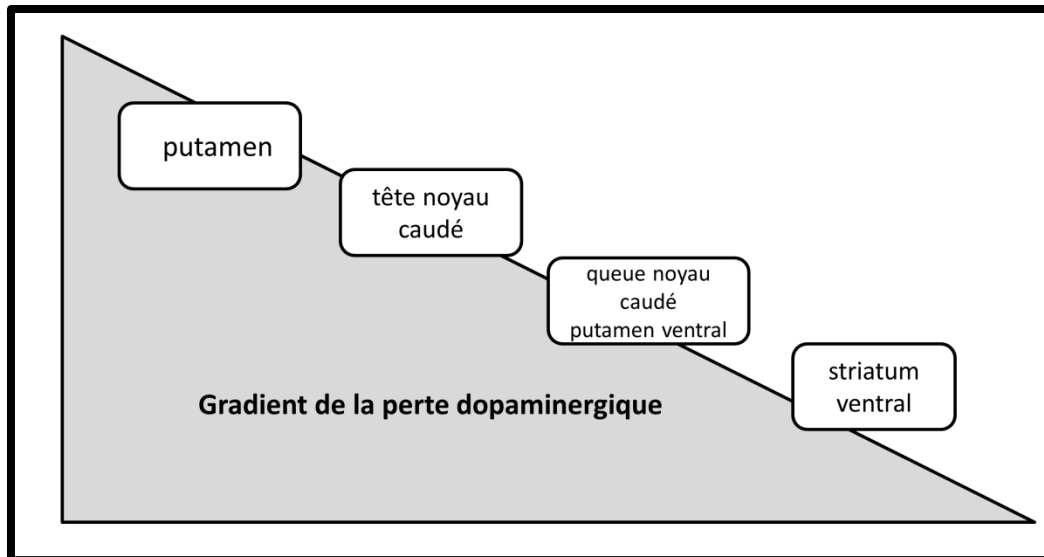 putamen
tête noyau
caudé
queue noyau
caudé
putamen ventral
striatum
ventral
Gradient de la perte dopaminergique